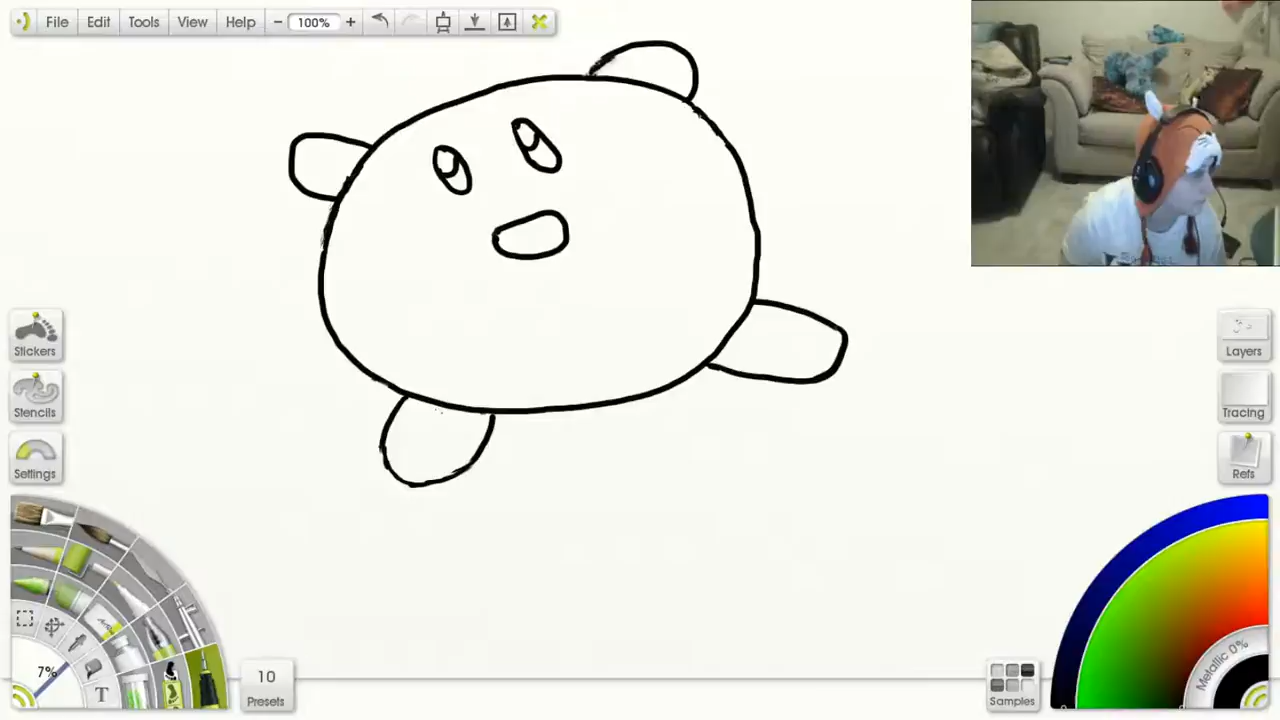 File Edit Tools View Help 100%
Stickers
Stencils
Settings
Layers
Tracing
Refs
7%
T
10
Presets
Samples
Metallic 0%